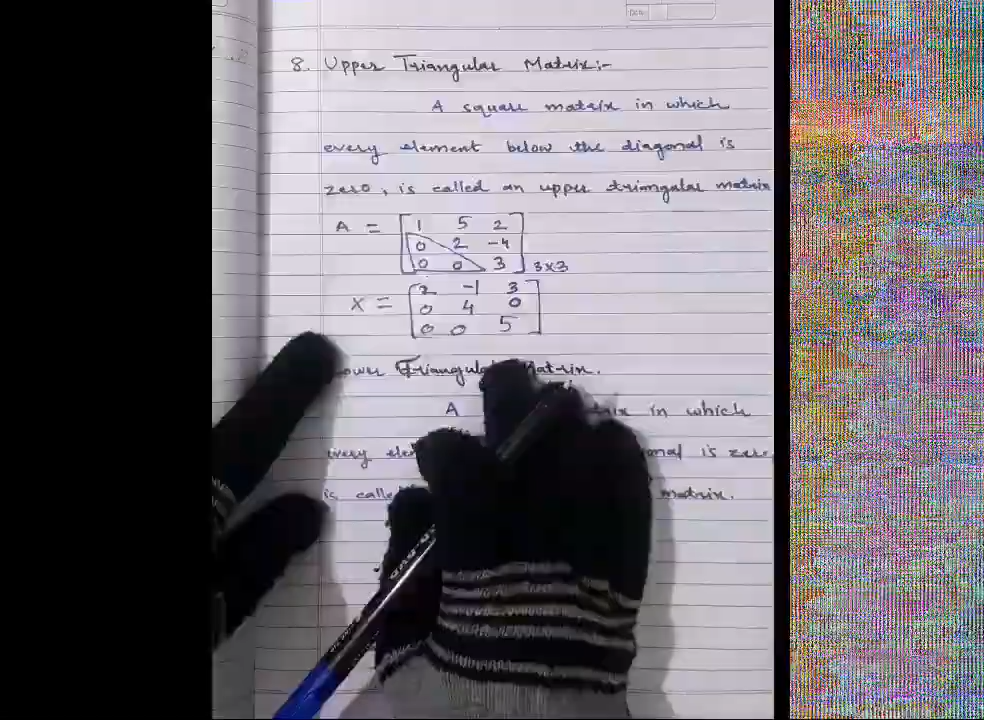 8. Upper Triangular Matrix:-
A square matrix in which
every element below the diagonal is
zero, is called an upper triangular matrix
A = [1 5 2
0 2 -4
0 0 3] 3x3
X = [2 -1 3
0 4 0
0 0 5]
Lower Triangular Matrix.
A in which
every is zero,
is called matrix.